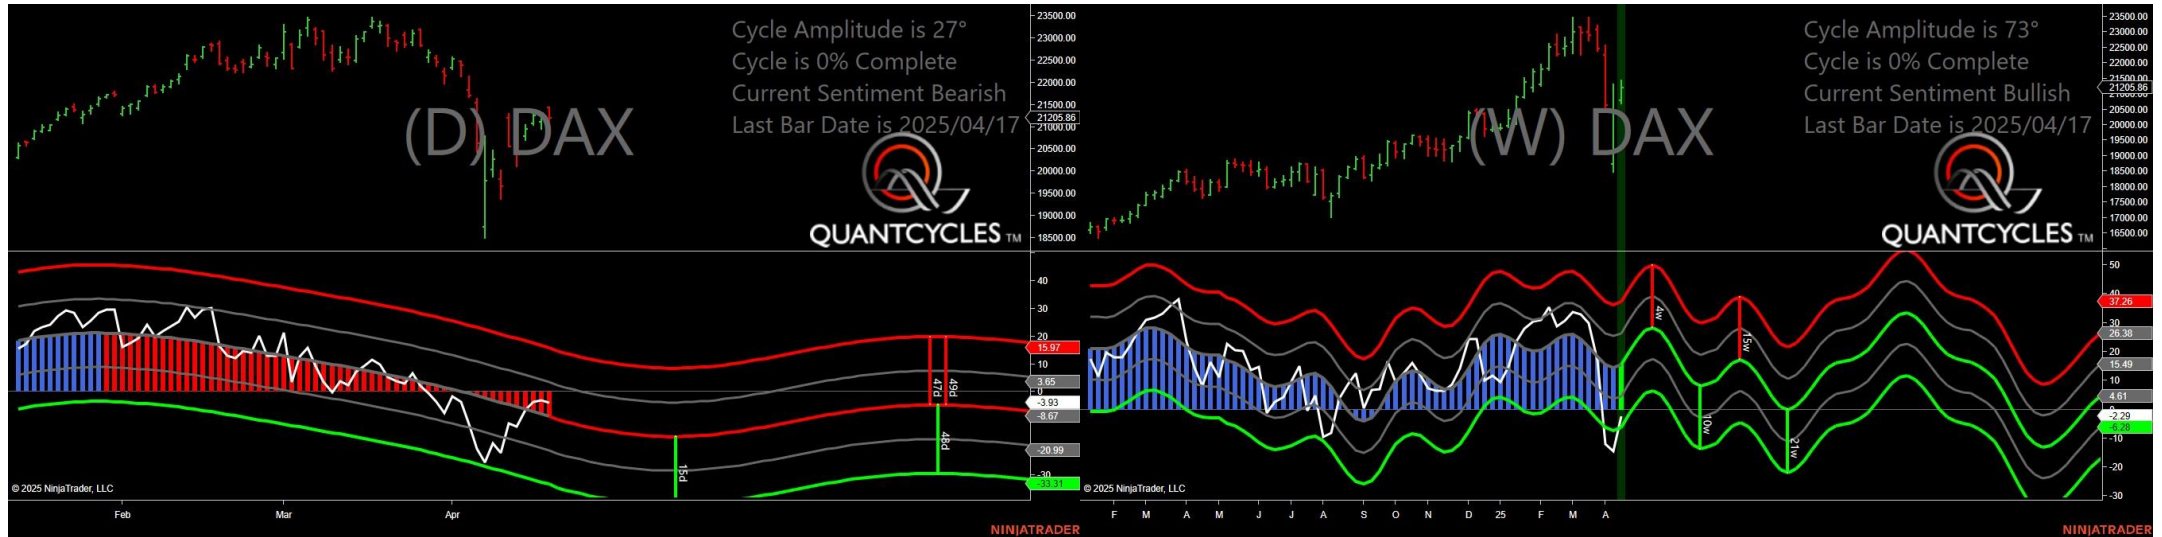 Cycle Amplitude is 27°
Cycle is 0% Complete
Current Sentiment Bearish
Last Bar Date is 2025/04/17
(D) DAX
QUANTCYCLES TM
23500.00
23000.00
22500.00
22000.00
21500.00
21205.86
21000.00
20500.00
20000.00
19500.00
19000.00
18500.00
40
30
20
15.97
10
3.65
0
-3.93
-8.67
-20.99
-30
-33.31
15d
47d
49d
48d
© 2025 NinjaTrader, LLC
Feb
Mar
Apr
NINJATRADER
Cycle Amplitude is 73°
Cycle is 0% Complete
Current Sentiment Bullish
Last Bar Date is 2025/04/17
(W) DAX
QUANTCYCLES TM
23500.00
23000.00
22500.00
22000.00
21500.00
21205.86
20500.00
20000.00
19500.00
19000.00
18500.00
18000.00
17500.00
17000.00
16500.00
50
40
37.26
30
26.38
20
15.49
10
4.61
-2.29
-6.28
-10
-20
-30
4w
15w
10w
21w
© 2025 NinjaTrader, LLC
F M A M J J A S O N D 25 F M A
NINJATRADER